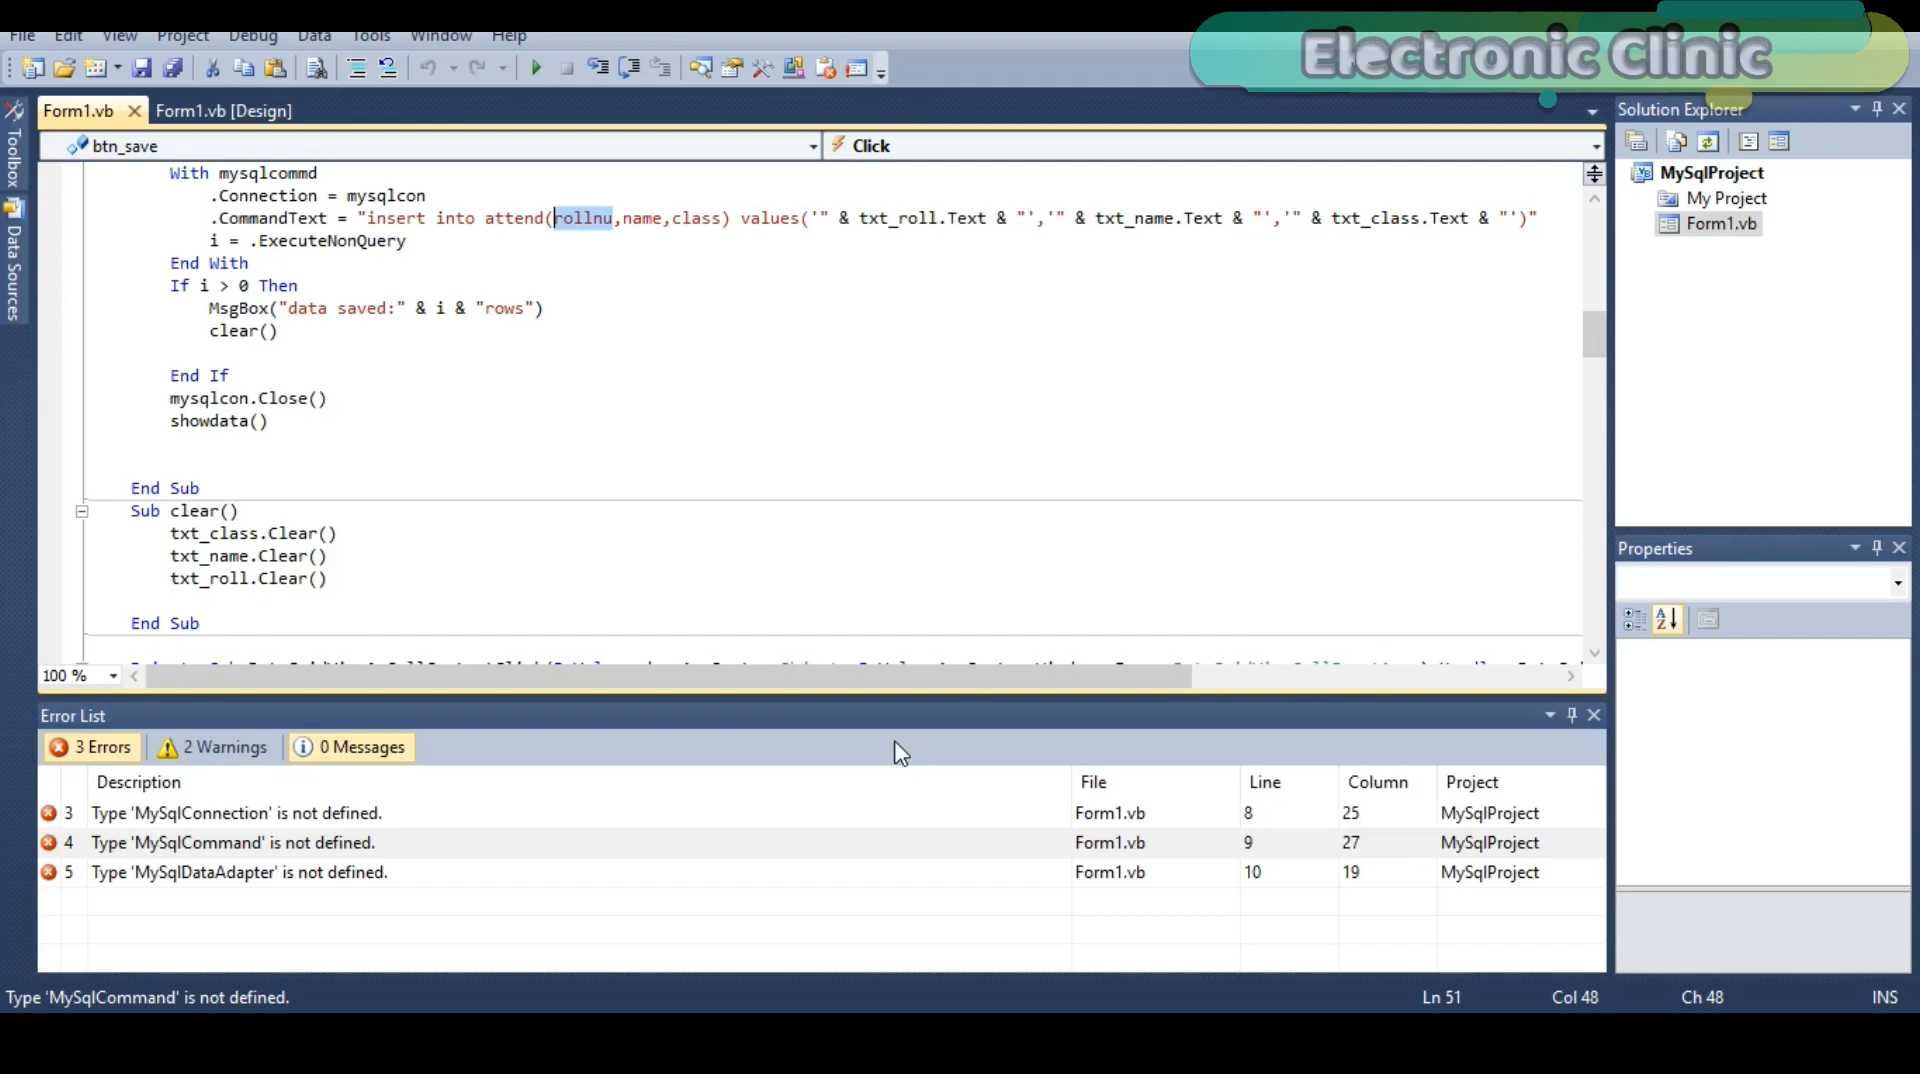 File Edit View Project Debug Data Tools Window Help
Electronic Clinic
Form1.vb Form1.vb [Design]
Solution Explorer
btn_save Click
Toolbox
Data Sources
MySqlProject
My Project
Form1.vb
With mysqlcommd
.Connection = mysqlcon
.CommandText = "insert into attend(rollnu,name,class) values('" & txt_roll.Text & "','" & txt_name.Text & "','" & txt_class.Text & "')"
i = .ExecuteNonQuery
End With
If i > 0 Then
MsgBox("data saved:" & i & "rows")
clear()
End If
mysqlcon.Close()
showdata()
End Sub
Sub clear()
txt_class.Clear()
txt_name.Clear()
txt_roll.Clear()
End Sub
100 %
Properties
Error List
3 Errors 2 Warnings 0 Messages
Description File Line Column Project
3 Type 'MySqlConnection' is not defined. Form1.vb 8 25 MySqlProject
4 Type 'MySqlCommand' is not defined. Form1.vb 9 27 MySqlProject
5 Type 'MySqlDataAdapter' is not defined. Form1.vb 10 19 MySqlProject
Type 'MySqlCommand' is not defined. Ln 51 Col 48 Ch 48 INS